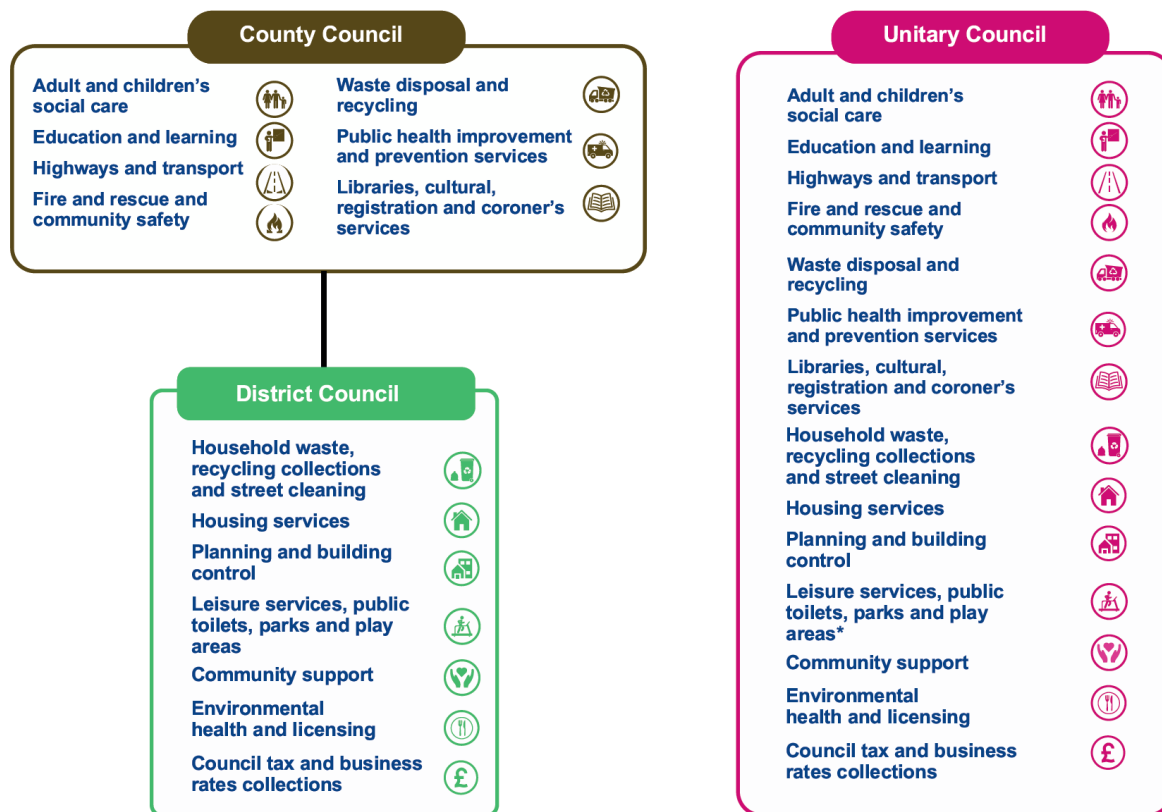 County Council
Adult and children's
social care
Education and learning
Highways and transport
Fire and rescue and
community safety
Waste disposal and
recycling
Public health improvement
and prevention services
Libraries, cultural,
registration and coroner's
services
District Council
Household waste,
recycling collections
and street cleaning
Housing services
Planning and building
control
Leisure services, public
toilets, parks and play
areas
Community support
Environmental
health and licensing
Council tax and business
rates collections
£
Unitary Council
Adult and children's
social care
Education and learning
Highways and transport
Fire and rescue and
community safety
Waste disposal and
recycling
Public health improvement
and prevention services
Libraries, cultural,
registration and coroner's
services
Household waste,
recycling collections
and street cleaning
Housing services
Planning and building
control
Leisure services, public
toilets, parks and play
areas*
Community support
Environmental
health and licensing
Council tax and business
rates collections
£